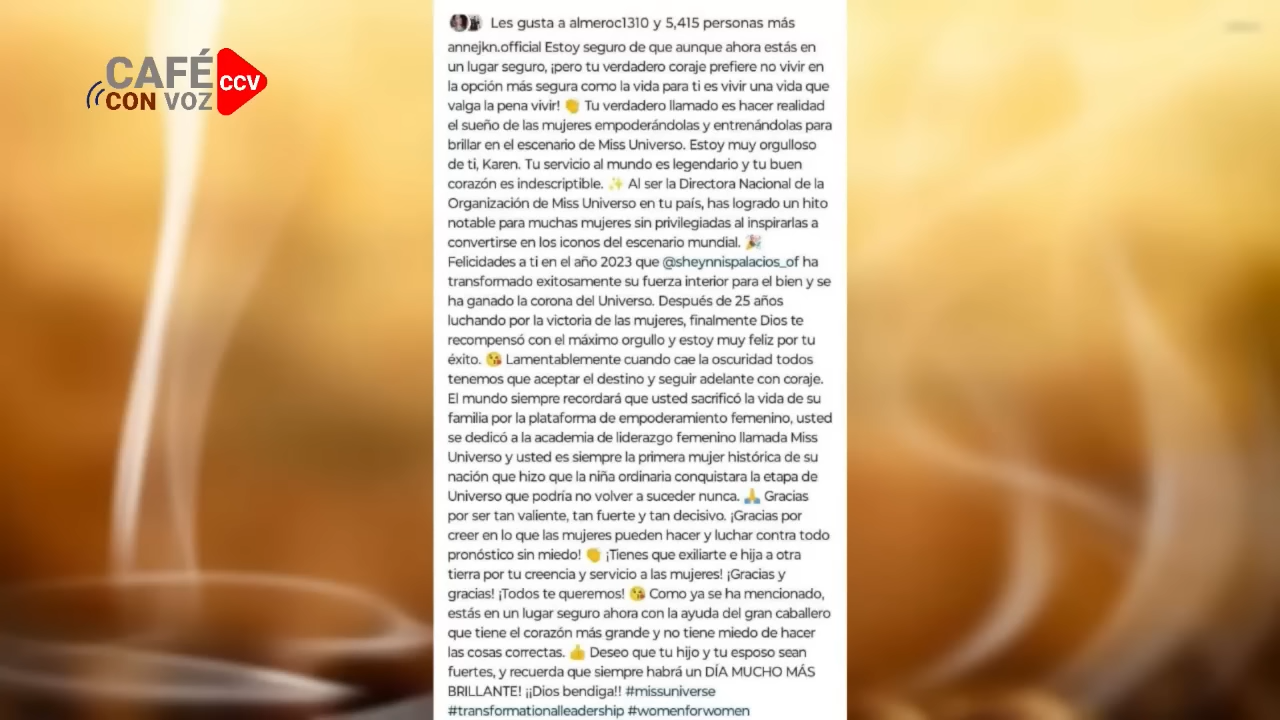 CAFÉ
CON VOZ
CCV
Les gusta a almeroc1310 y 5,415 personas más
annejkn.official Estoy seguro de que aunque ahora estás en
un lugar seguro, ¡pero tu verdadero coraje prefiere no vivir en
la opción más segura como la vida para ti es vivir una vida que
valga la pena vivir! 👏 Tu verdadero llamado es hacer realidad
el sueño de las mujeres empoderándolas y entrenándolas para
brillar en el escenario de Miss Universo. Estoy muy orgulloso
de ti, Karen. Tu servicio al mundo es legendario y tu buen
corazón es indescriptible. ✨ Al ser la Directora Nacional de la
Organización de Miss Universo en tu país, has logrado un hito
notable para muchas mujeres sin privilegiadas al inspirarlas a
convertirse en los iconos del escenario mundial. 🎉
Felicidades a ti en el año 2023 que @sheynnispalacios_of ha
transformado exitosamente su fuerza interior para el bien y se
ha ganado la corona del Universo. Después de 25 años
luchando por la victoria de las mujeres, finalmente Dios te
recompensó con el máximo orgullo y estoy muy feliz por tu
éxito. 😘 Lamentablemente cuando cae la oscuridad todos
tenemos que aceptar el destino y seguir adelante con coraje.
El mundo siempre recordará que usted sacrificó la vida de su
familia por la plataforma de empoderamiento femenino, usted
se dedicó a la academia de liderazgo femenino llamada Miss
Universo y usted es siempre la primera mujer histórica de su
nación que hizo que la niña ordinaria conquistara la etapa de
Universo que podría no volver a suceder nunca. 🙏 Gracias
por ser tan valiente, tan fuerte y tan decisivo. ¡Gracias por
creer en lo que las mujeres pueden hacer y luchar contra todo
pronóstico sin miedo! 👏 ¡Tienes que exiliarte e hija a otra
tierra por tu creencia y servicio a las mujeres! ¡Gracias y
gracias! ¡Todos te queremos! 😘 Como ya se ha mencionado,
estás en un lugar seguro ahora con la ayuda del gran caballero
que tiene el corazón más grande y no tiene miedo de hacer
las cosas correctas. 👍 Deseo que tu hijo y tu esposo sean
fuertes, y recuerda que siempre habrá un DÍA MUCHO MÁS
BRILLANTE! ¡¡Dios bendiga!! #missuniverse
#transformationalleadership #womenforwomen